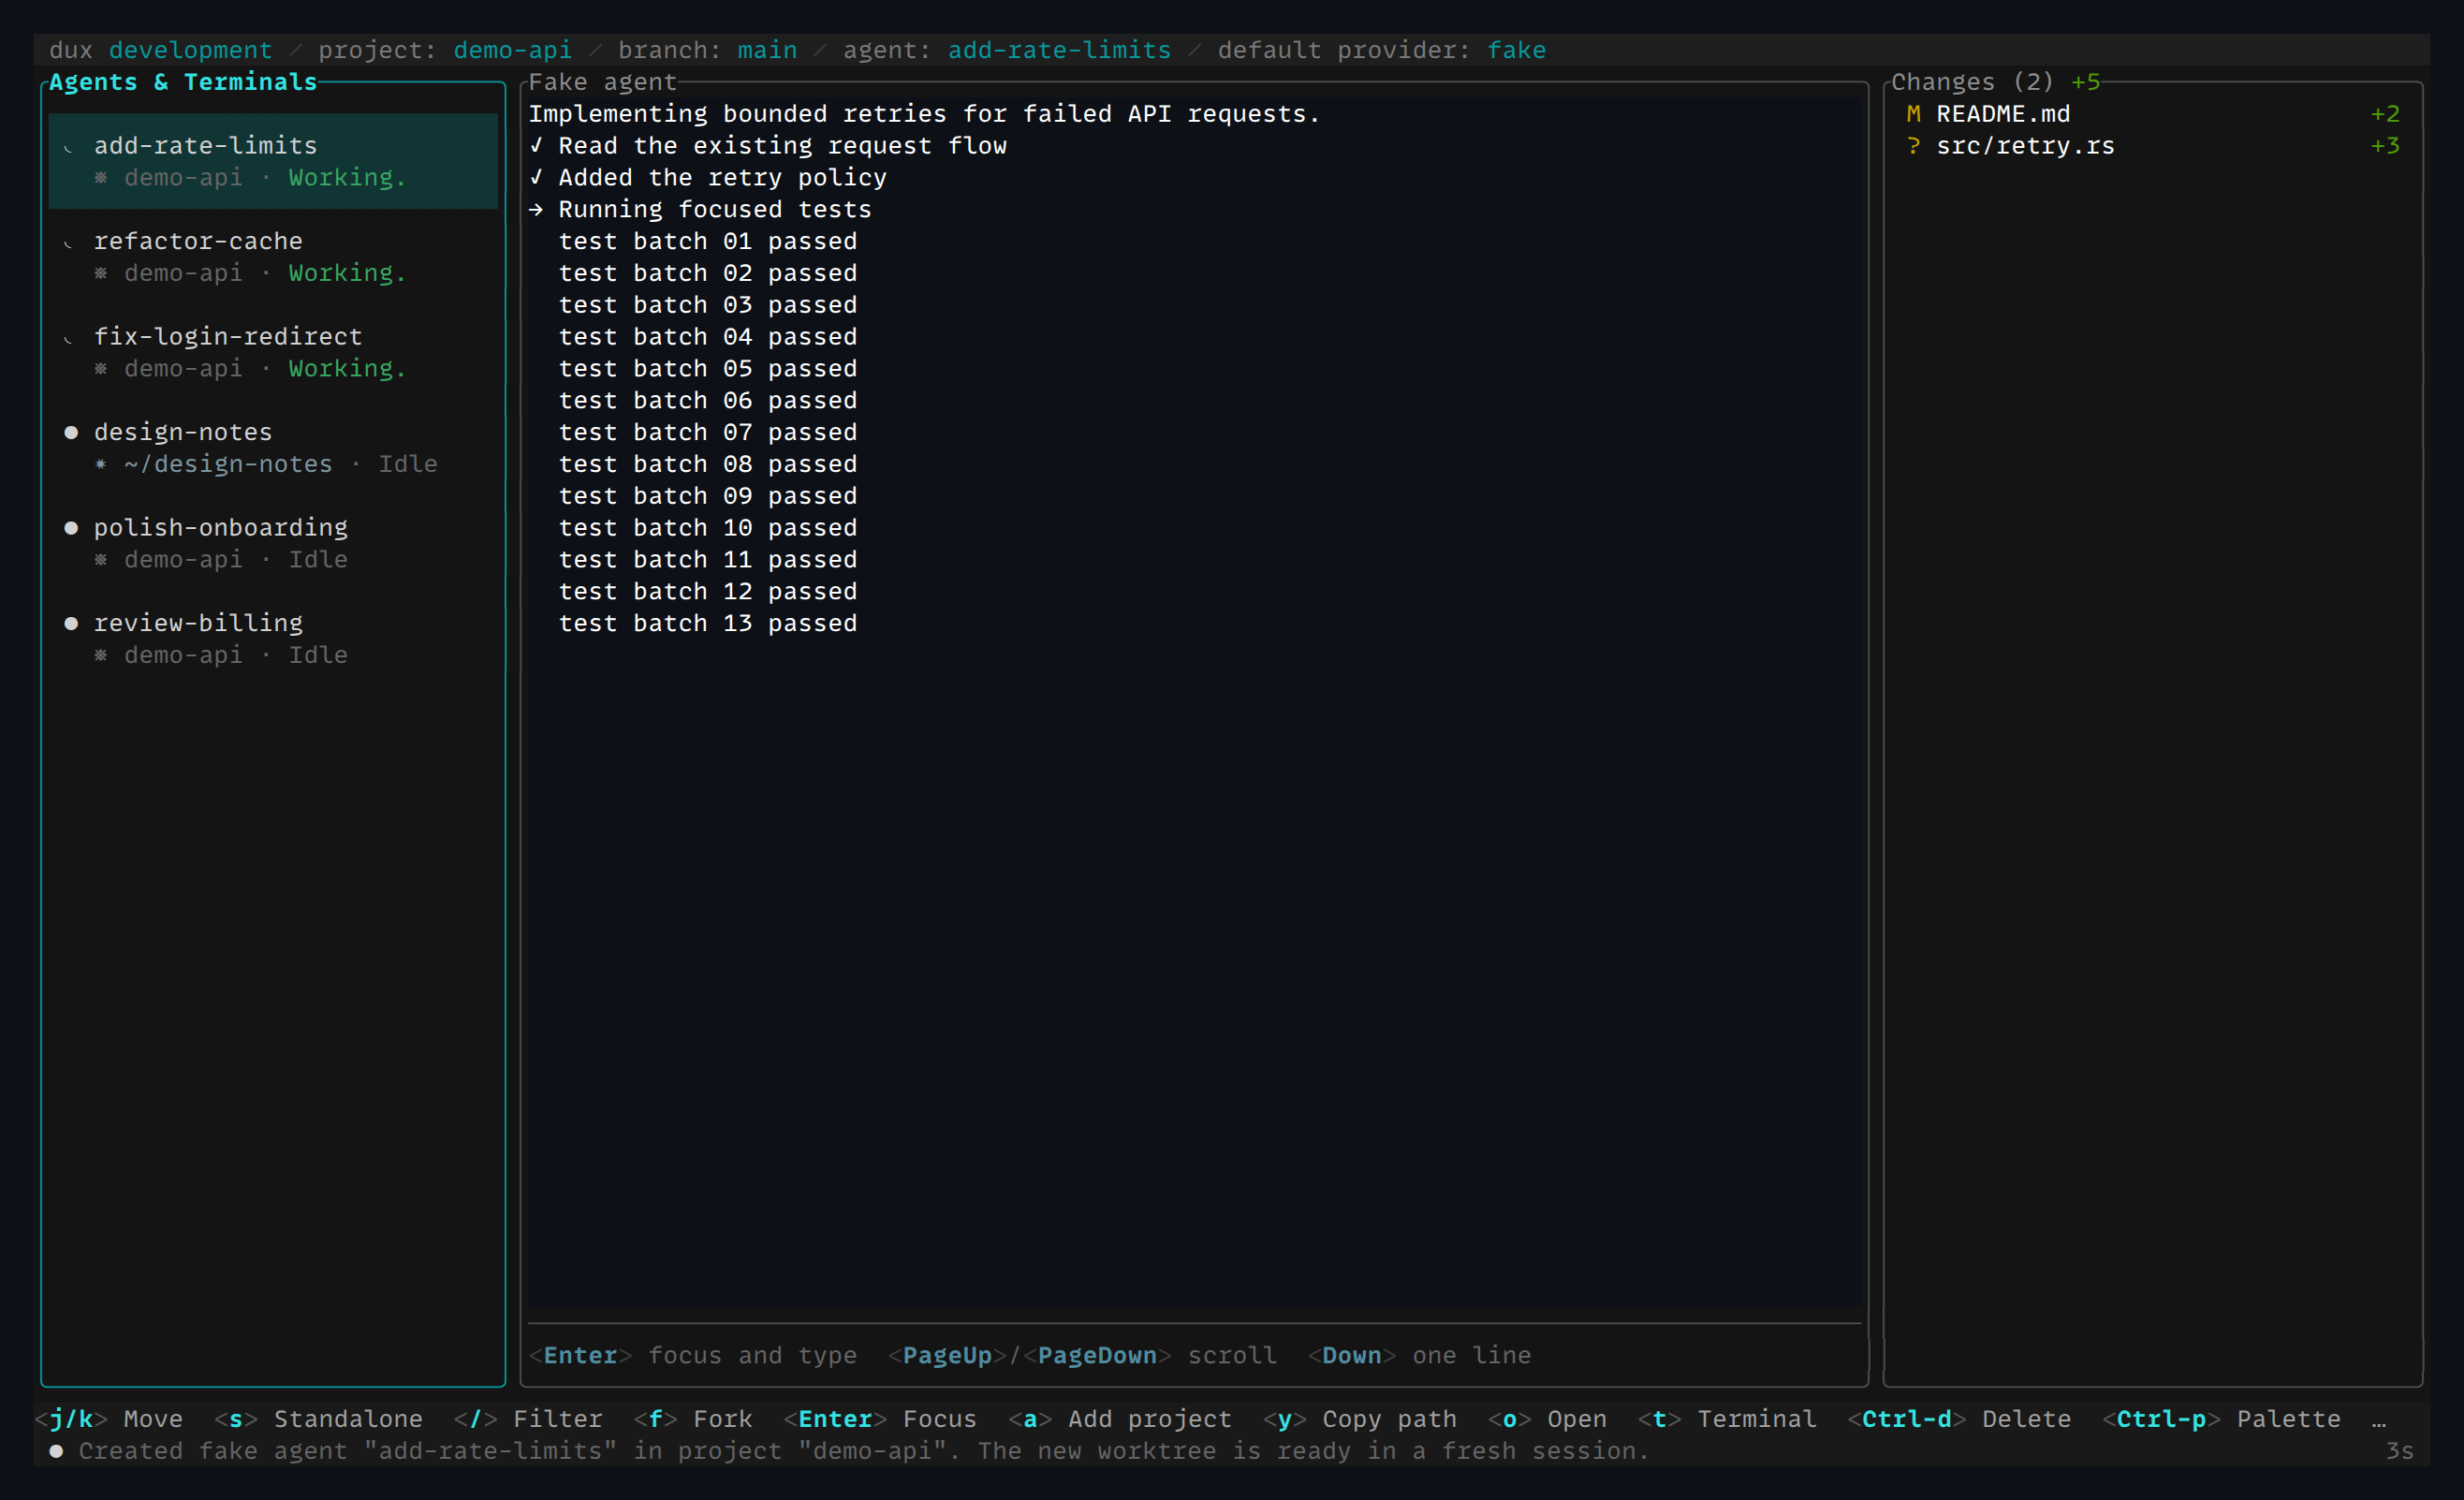 dux development / project: demo-api / branch: main / agent: add-rate-limits / default provider: fake
Agents & Terminals
add-rate-limits
※ demo-api · Working.
refactor-cache
※ demo-api · Working.
fix-login-redirect
※ demo-api · Working.
● design-notes
✷ ~/design-notes · Idle
● polish-onboarding
※ demo-api · Idle
● review-billing
※ demo-api · Idle
Fake agent
Implementing bounded retries for failed API requests.
✓ Read the existing request flow
✓ Added the retry policy
→ Running focused tests
test batch 01 passed
test batch 02 passed
test batch 03 passed
test batch 04 passed
test batch 05 passed
test batch 06 passed
test batch 07 passed
test batch 08 passed
test batch 09 passed
test batch 10 passed
test batch 11 passed
test batch 12 passed
test batch 13 passed
<Enter> focus and type <PageUp>/<PageDown> scroll <Down> one line
Changes (2) +5
M README.md +2
? src/retry.rs +3
<j/k> Move <s> Standalone </> Filter <f> Fork <Enter> Focus <a> Add project <y> Copy path <o> Open <t> Terminal <Ctrl-d> Delete <Ctrl-p> Palette …
● Created fake agent "add-rate-limits" in project "demo-api". The new worktree is ready in a fresh session. 3s